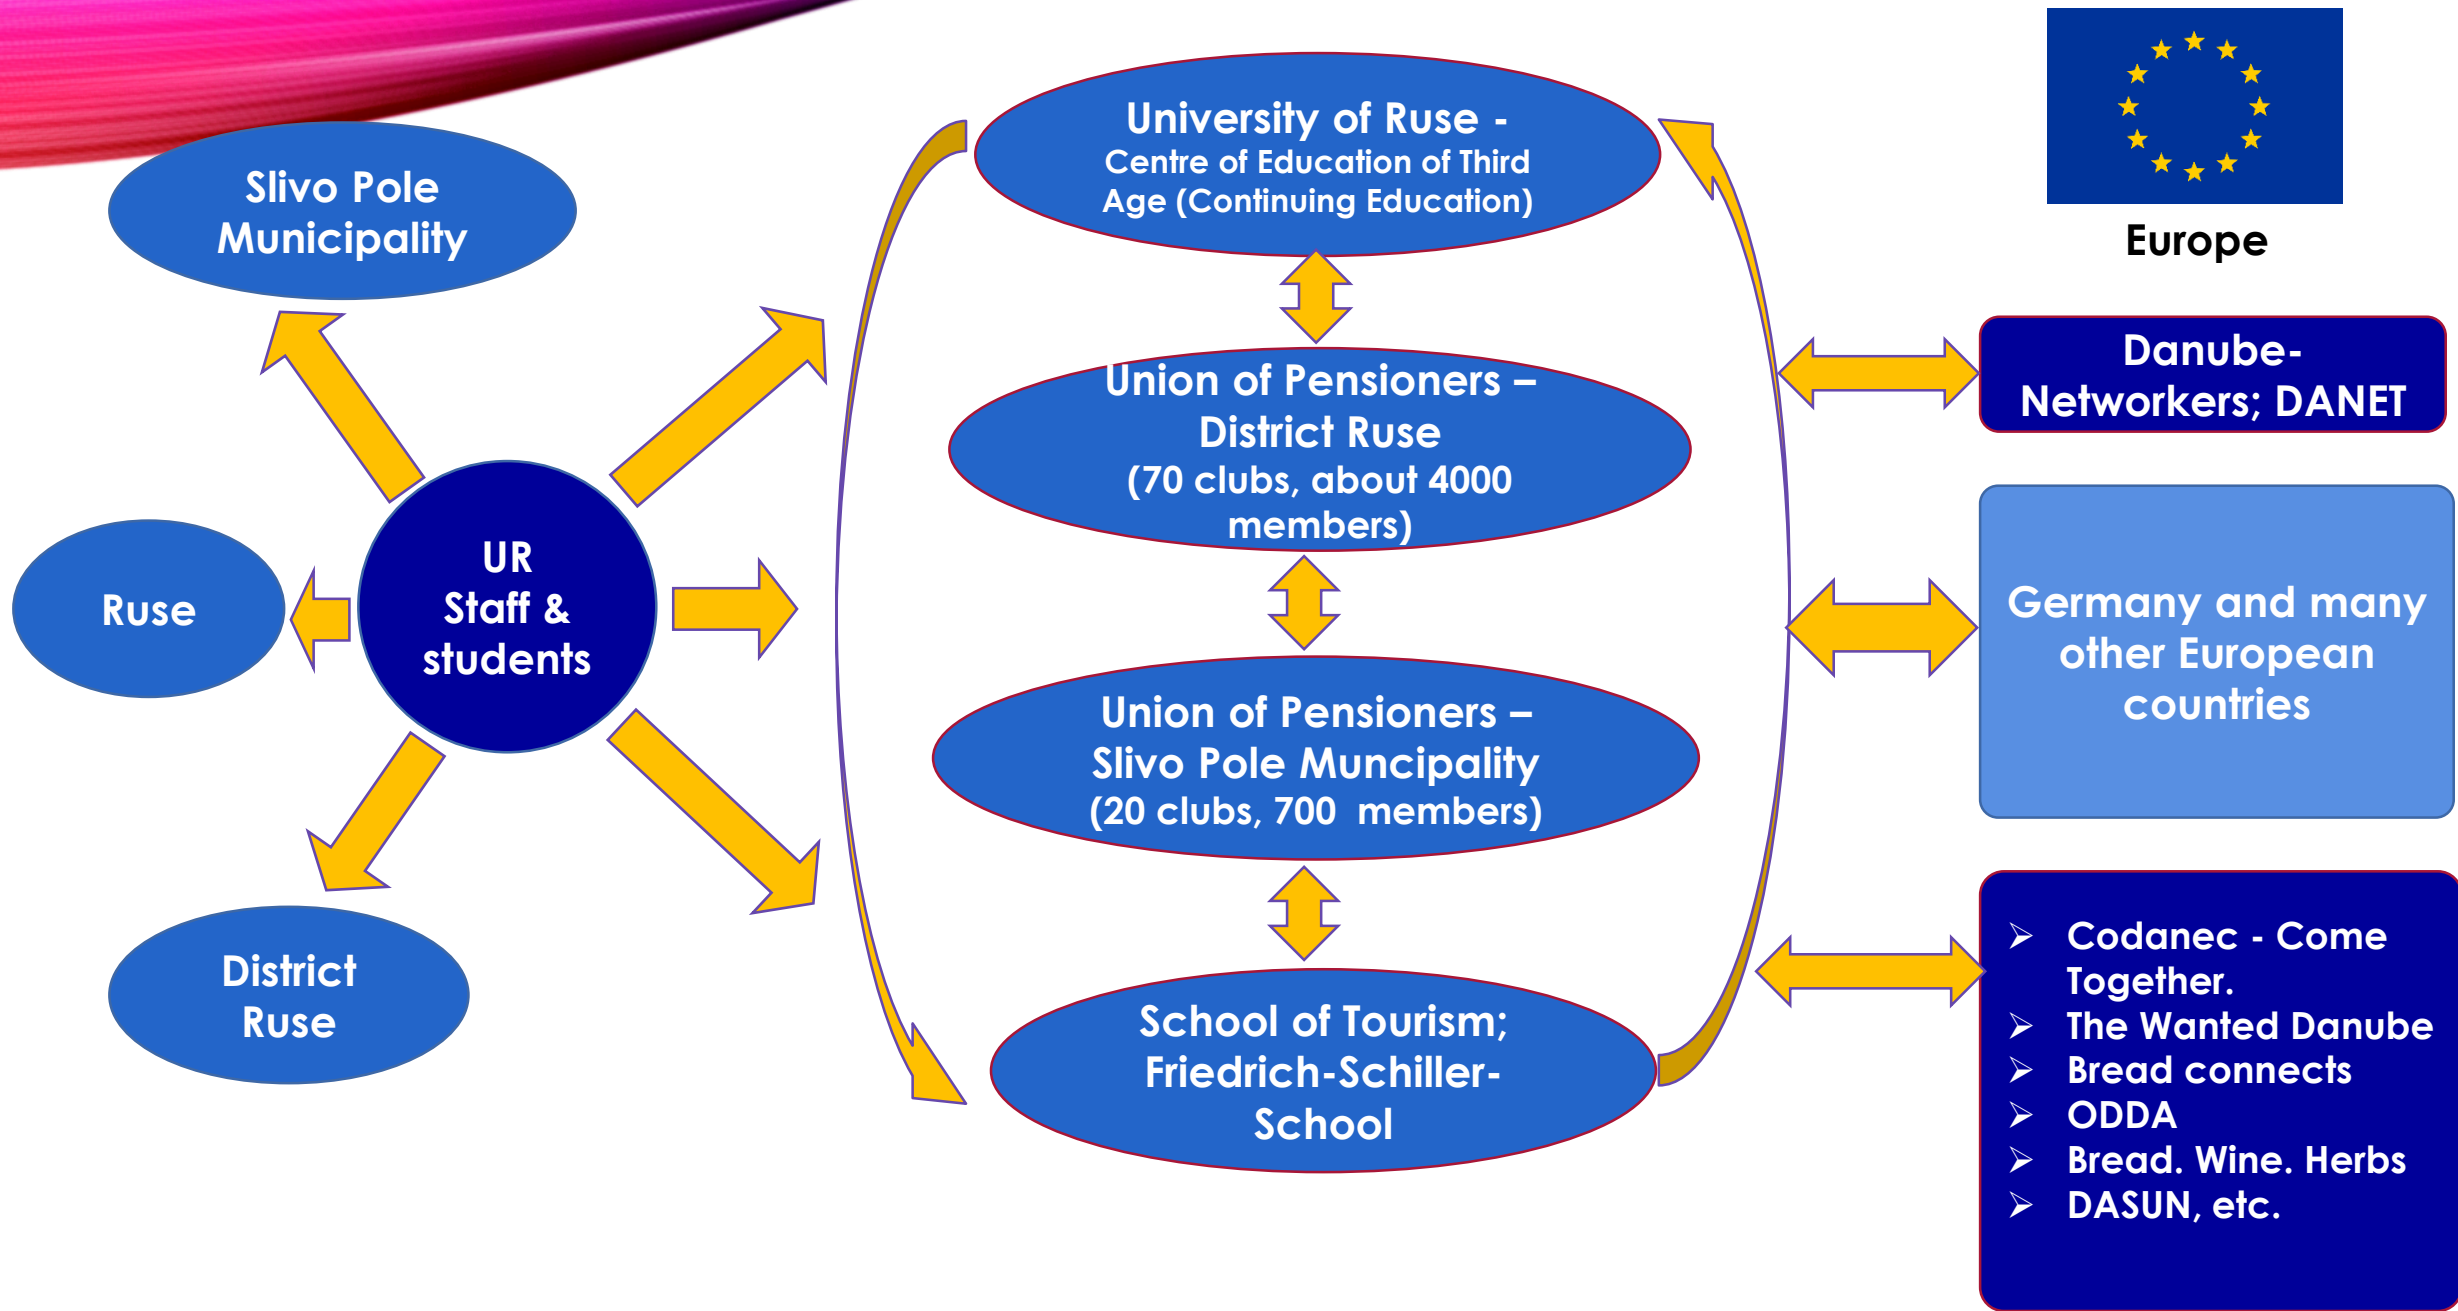 Slivo Pole
Municipality
Ruse
District
Ruse
UR
Staff &
students
University of Ruse -
Centre of Education of Third
Age (Continuing Education)
Union of Pensioners –
District Ruse
(70 clubs, about 4000
members)
Union of Pensioners –
Slivo Pole Muncipality
(20 clubs, 700  members)
School of Tourism;
Friedrich-Schiller-
School
Europe
Danube-
Networkers; DANET
Germany and many
other European
countries
➢ Codanec - Come
Together.
➢ The Wanted Danube
➢ Bread connects
➢ ODDA
➢ Bread. Wine. Herbs
➢ DASUN, etc.